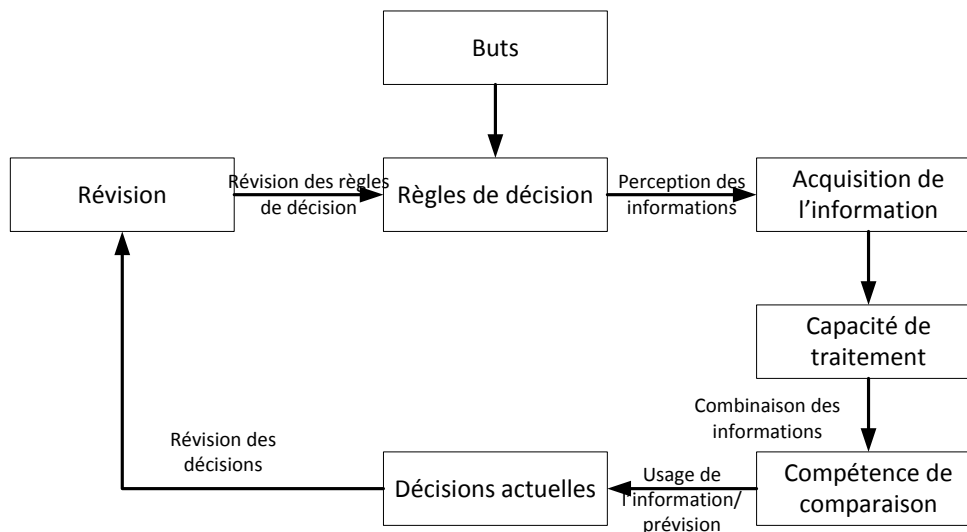 Buts
Révision
Révision des règles
de décision
Règles de décision
Perception des
informations
Acquisition de
l’information
Capacité de
traitement
Combinaison des
informations
Compétence de
comparaison
Usage de
l’information/
prévision
Décisions actuelles
Révision des
décisions